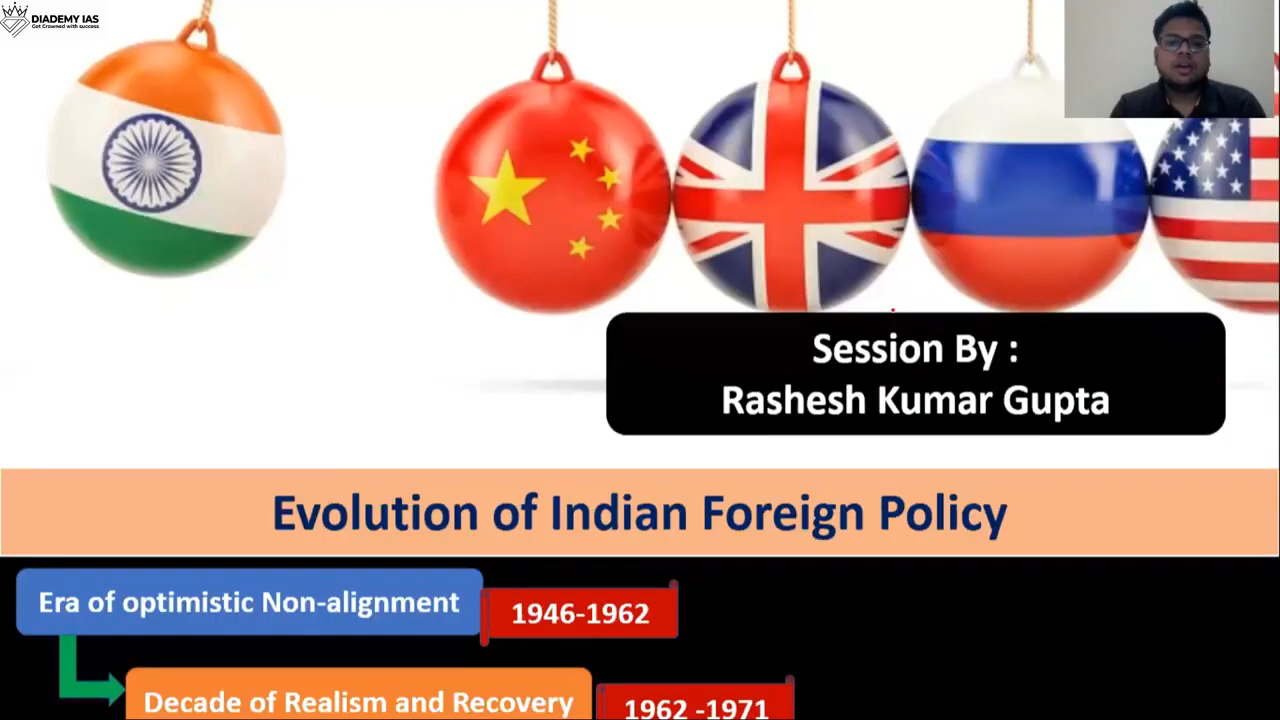 DIADEMY IAS
Get Crowned with success
Session By :
Rashesh Kumar Gupta
Evolution of Indian Foreign Policy
Era of optimistic Non-alignment
1946-1962
Decade of Realism and Recovery
1962 -1971